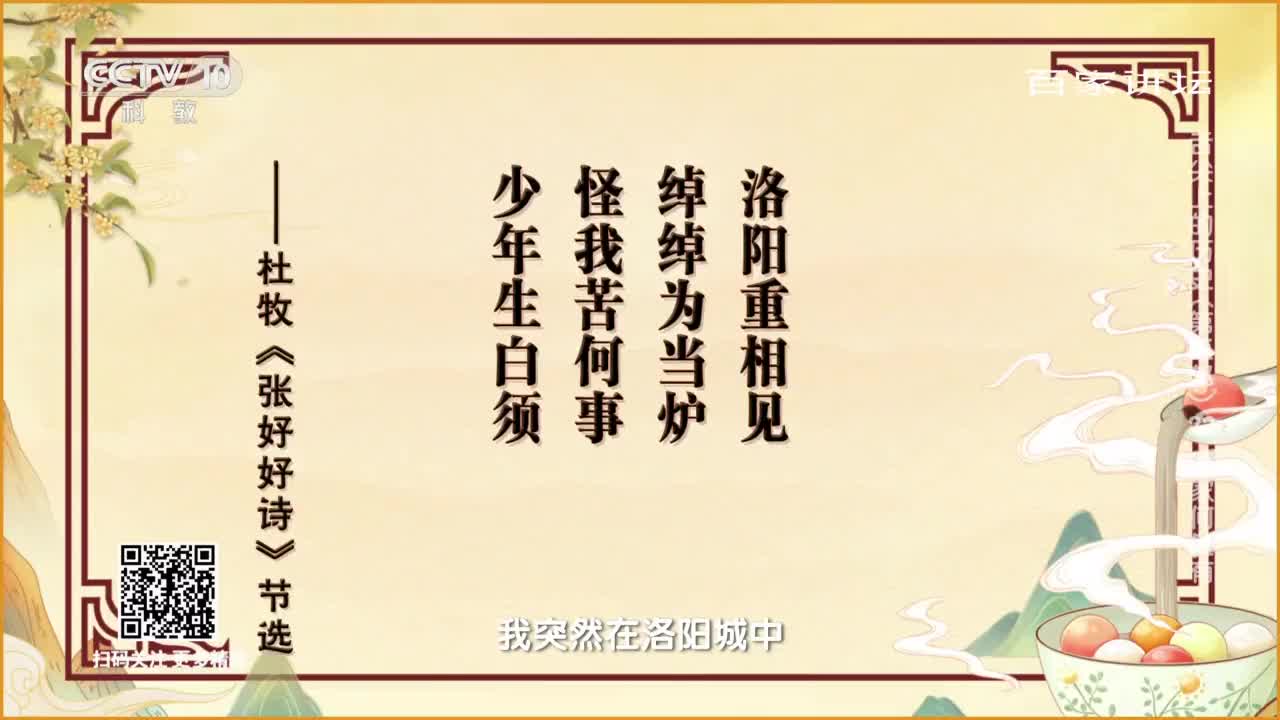 CCTV 10
科教
百家讲坛
洛阳重相见
绰绰为当炉
怪我苦何事
少年生白须
——杜牧《张好好诗》节选
我突然在洛阳城中
扫码关注 更多精